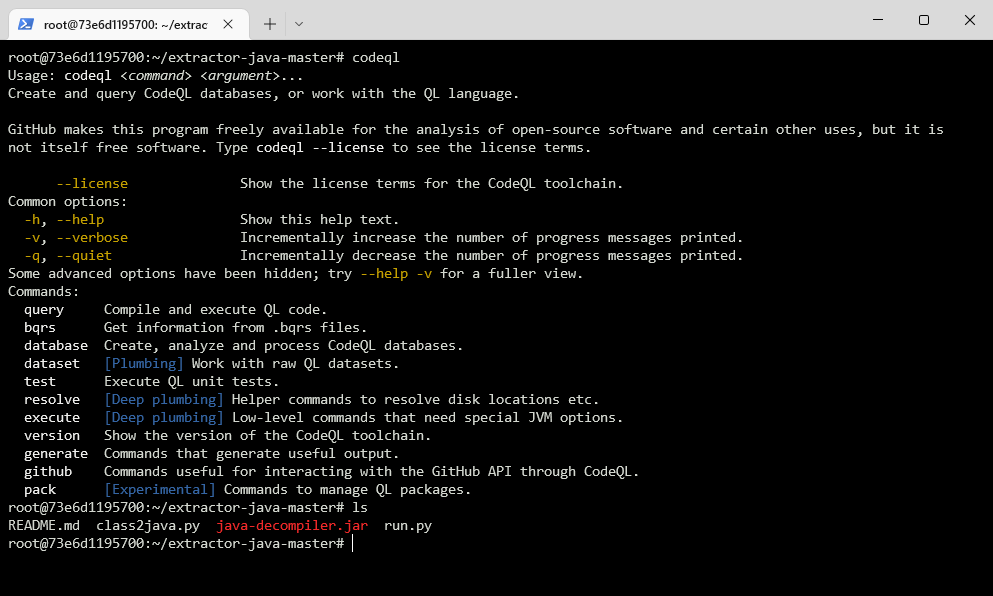 root@73e6d1195700: ~/extrac
root@73e6d1195700:~/extractor-java-master# codeql
Usage: codeql <command> <argument>...
Create and query CodeQL databases, or work with the QL language.
GitHub makes this program freely available for the analysis of open-source software and certain other uses, but it is
not itself free software. Type codeql --license to see the license terms.
--license Show the license terms for the CodeQL toolchain.
Common options:
-h, --help Show this help text.
-v, --verbose Incrementally increase the number of progress messages printed.
-q, --quiet Incrementally decrease the number of progress messages printed.
Some advanced options have been hidden; try --help -v for a fuller view.
Commands:
query Compile and execute QL code.
bqrs Get information from .bqrs files.
database Create, analyze and process CodeQL databases.
dataset [Plumbing] Work with raw QL datasets.
test Execute QL unit tests.
resolve [Deep plumbing] Helper commands to resolve disk locations etc.
execute [Deep plumbing] Low-level commands that need special JVM options.
version Show the version of the CodeQL toolchain.
generate Commands that generate useful output.
github Commands useful for interacting with the GitHub API through CodeQL.
pack [Experimental] Commands to manage QL packages.
root@73e6d1195700:~/extractor-java-master# ls
README.md class2java.py java-decompiler.jar run.py
root@73e6d1195700:~/extractor-java-master#